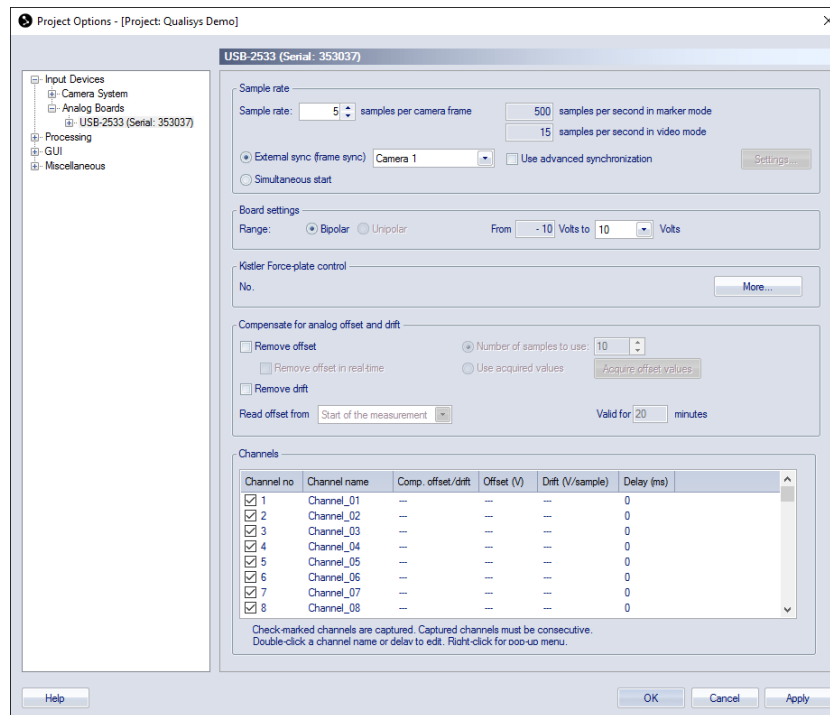 Project Options - [Project: Qualisys Demo]
USB-2533 (Serial: 353037)
Input Devices
Camera System
Analog Boards
USB-2533 (Serial: 353037)
Processing
GUI
Miscellaneous
Sample rate
Sample rate: 5 samples per camera frame 500 samples per second in marker mode
15 samples per second in video mode
External sync (frame sync) Camera 1 Use advanced synchronization Settings...
Simultaneous start
Board settings
Range: Bipolar Unipolar From - 10 Volts to 10 Volts
Kistler Force-plate control
No. More...
Compensate for analog offset and drift
Remove offset Number of samples to use: 10
Remove offset in real-time Use acquired values Acquire offset values
Remove drift
Read offset from Start of the measurement Valid for 20 minutes
Channels
Channel no Channel name Comp. offset/drift Offset (V) Drift (V/sample) Delay (ms)
1 Channel_01 --- --- --- 0
2 Channel_02 --- --- --- 0
3 Channel_03 --- --- --- 0
4 Channel_04 --- --- --- 0
5 Channel_05 --- --- --- 0
6 Channel_06 --- --- --- 0
7 Channel_07 --- --- --- 0
8 Channel_08 --- --- --- 0
Check-marked channels are captured. Captured channels must be consecutive.
Double-click a channel name or delay to edit. Right-click for pop-up menu.
Help OK Cancel Apply